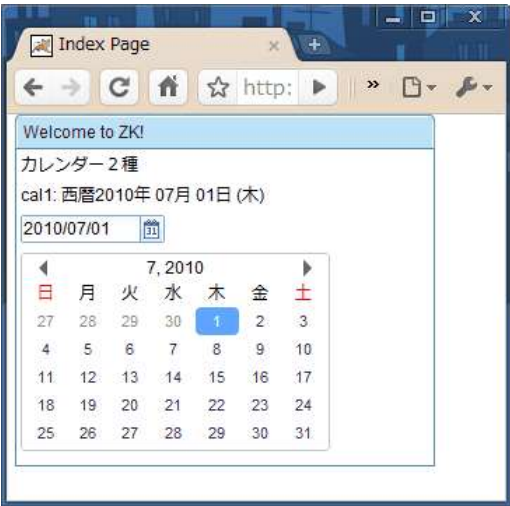 Index Page
http:
Welcome to ZK!
カレンダー２種
cal1: 西暦2010年 07月 01日 (木)
2010/07/01 31
7, 2010
日 月 火 水 木 金 土
27 28 29 30 1 2 3
4 5 6 7 8 9 10
11 12 13 14 15 16 17
18 19 20 21 22 23 24
25 26 27 28 29 30 31